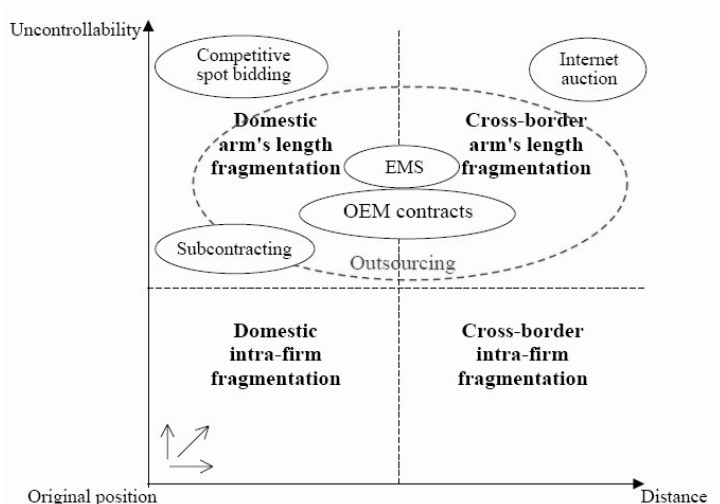 Uncontrollability
Competitive
spot bidding
Internet
auction
Domestic
arm's length
fragmentation
Cross-border
arm's length
fragmentation
EMS
OEM contracts
Subcontracting
Outsourcing
Domestic
intra-firm
fragmentation
Cross-border
intra-firm
fragmentation
Original position
Distance